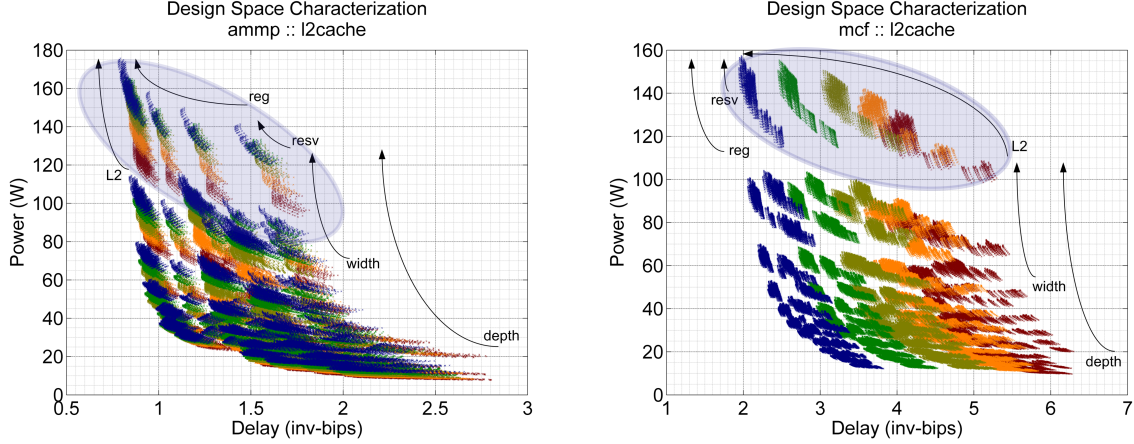 Design Space Characterization
ammp :: l2cache
Power (W)
180
160
140
120
100
80
60
40
20
0
0.5
1
1.5
2
2.5
3
Delay (inv-bips)
reg
resv
L2
width
depth
Design Space Characterization
mcf :: l2cache
Power (W)
160
140
120
100
80
60
40
20
0
1
2
3
4
5
6
7
Delay (inv-bips)
resv
reg
L2
width
depth